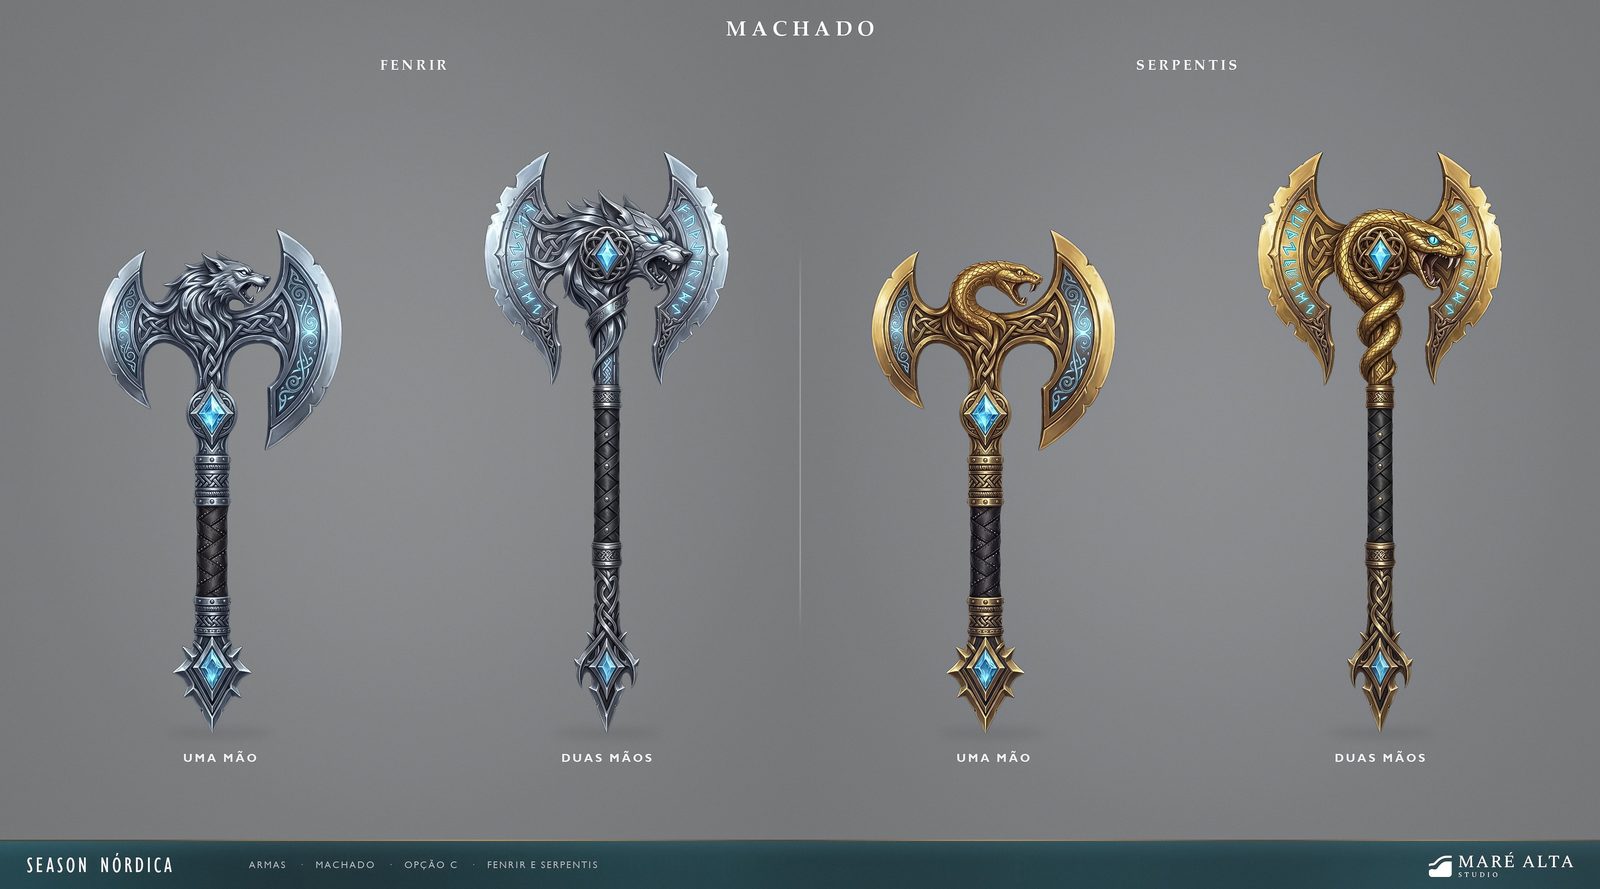 MACHADO
FENRIR
SERPENTIS
UMA MÃO
DUAS MÃOS
UMA MÃO
DUAS MÃOS
SEASON NÓRDICA
ARMAS · MACHADO · OPÇÃO C · FENRIR E SERPENTIS
MARÉ ALTA
STUDIO